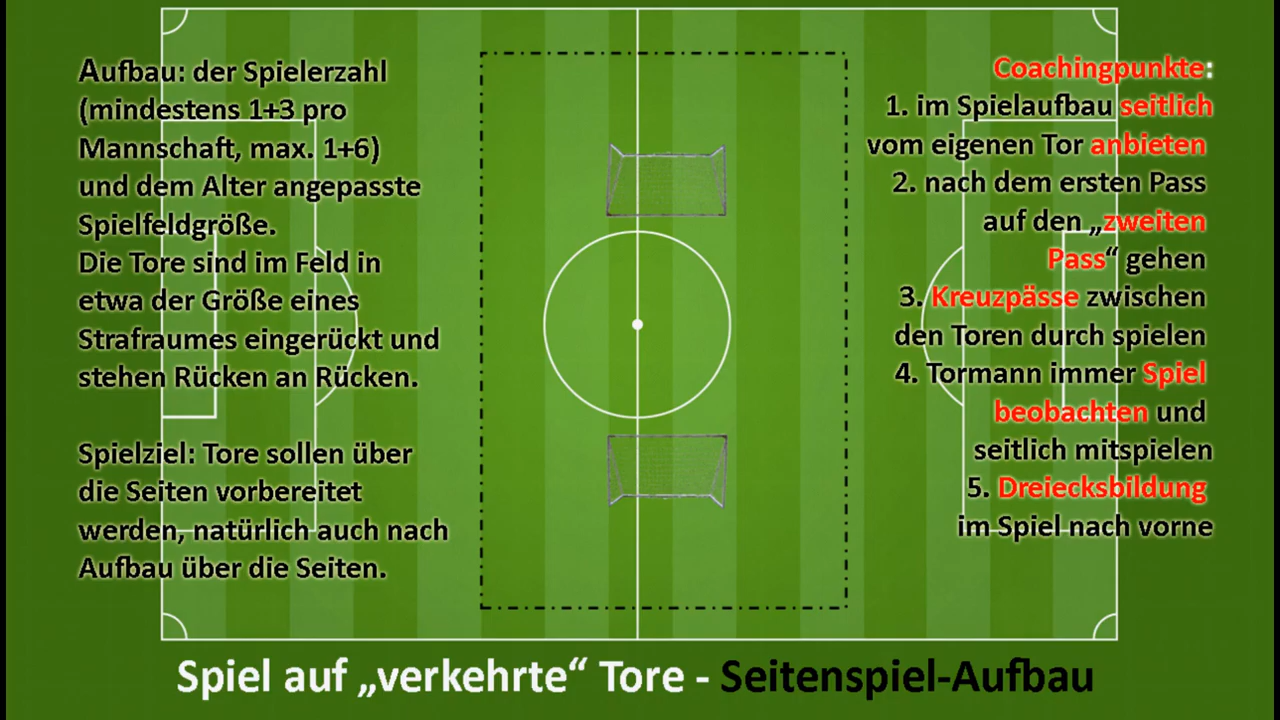 Aufbau: der Spielerzahl
(mindestens 1+3 pro
Mannschaft, max. 1+6)
und dem Alter angepasste
Spielfeldgröße.
Die Tore sind im Feld in
etwa der Größe eines
Strafraumes eingerückt und
stehen Rücken an Rücken.
Spielziel: Tore sollen über
die Seiten vorbereitet
werden, natürlich auch nach
Aufbau über die Seiten.
Coachingpunkte:
1. im Spielaufbau seitlich
vom eigenen Tor anbieten
2. nach dem ersten Pass
auf den „zweiten
Pass“ gehen
3. Kreuzpässe zwischen
den Toren durch spielen
4. Tormann immer Spiel
beobachten und
seitlich mitspielen
5. Dreiecksbildung
im Spiel nach vorne
Spiel auf „verkehrte“ Tore - Seitenspiel-Aufbau